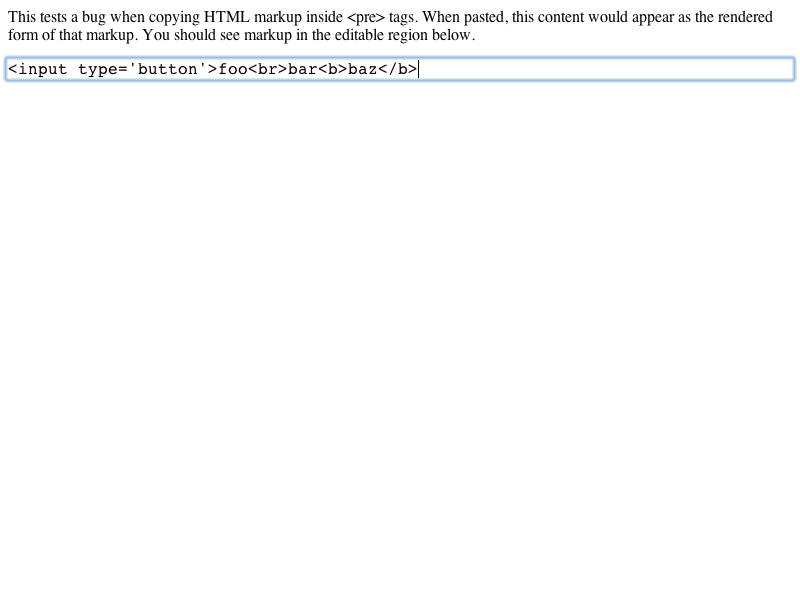 This tests a bug when copying HTML markup inside <pre> tags. When pasted, this content would appear as the rendered
form of that markup. You should see markup in the editable region below.
<input type='button'>foo<br>bar<b>baz</b>